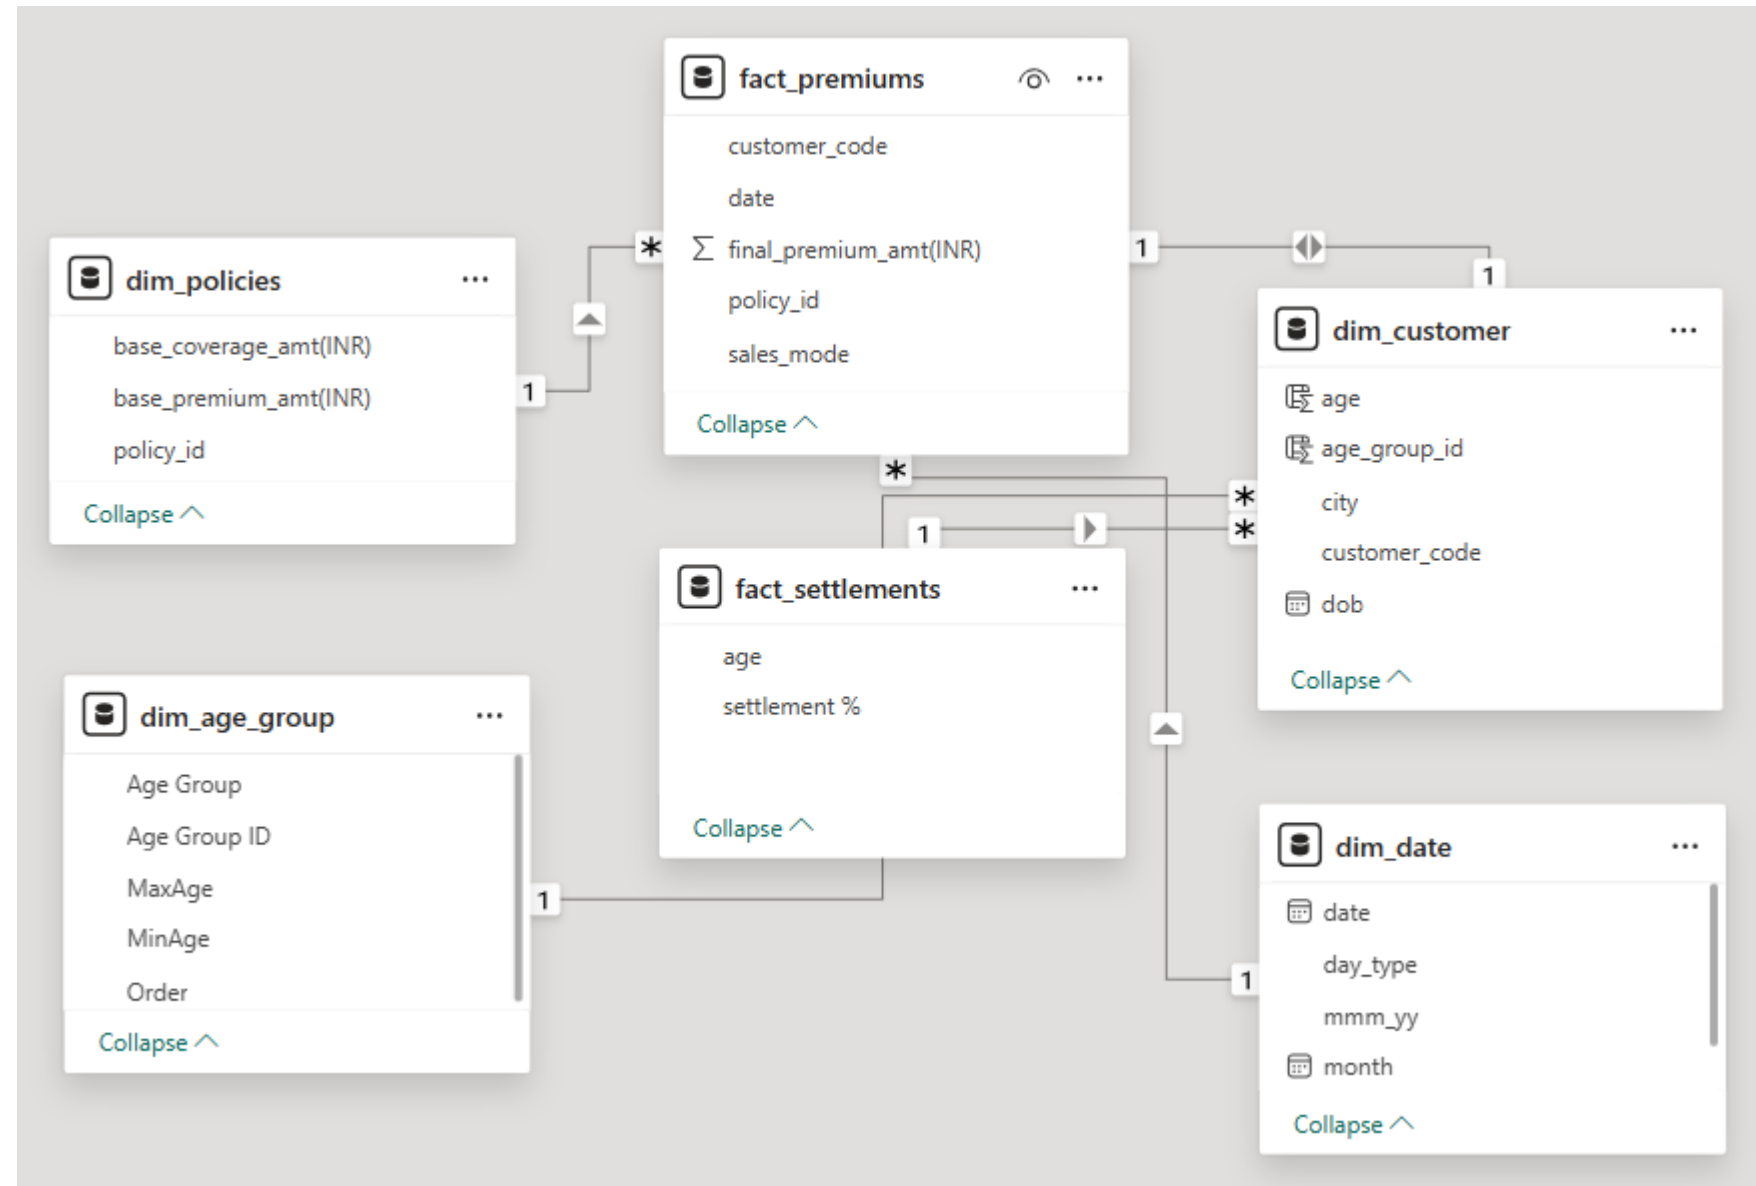 fact_premiums
customer_code
date
final_premium_amt(INR)
policy_id
sales_mode
Collapse
dim_policies
base_coverage_amt(INR)
base_premium_amt(INR)
policy_id
Collapse
*
1
1
1
dim_customer
age
age_group_id
city
customer_code
dob
Collapse
*
*
*
1
fact_settlements
age
settlement %
Collapse
dim_age_group
Age Group
Age Group ID
MaxAge
MinAge
Order
Collapse
1
1
dim_date
date
day_type
mmm_yy
month
Collapse